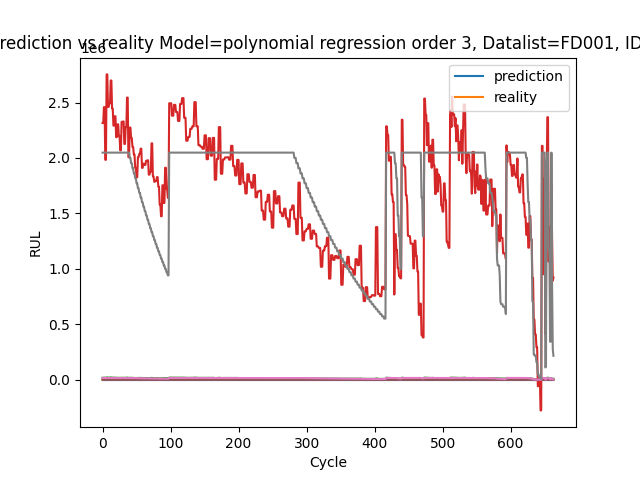 rediction vs reality Model=polynomial regression order 3, Datalist=FD001, ID
1e6
prediction
reality
2.5
2.0
1.5
1.0
0.5
0.0
RUL
0 100 200 300 400 500 600
Cycle